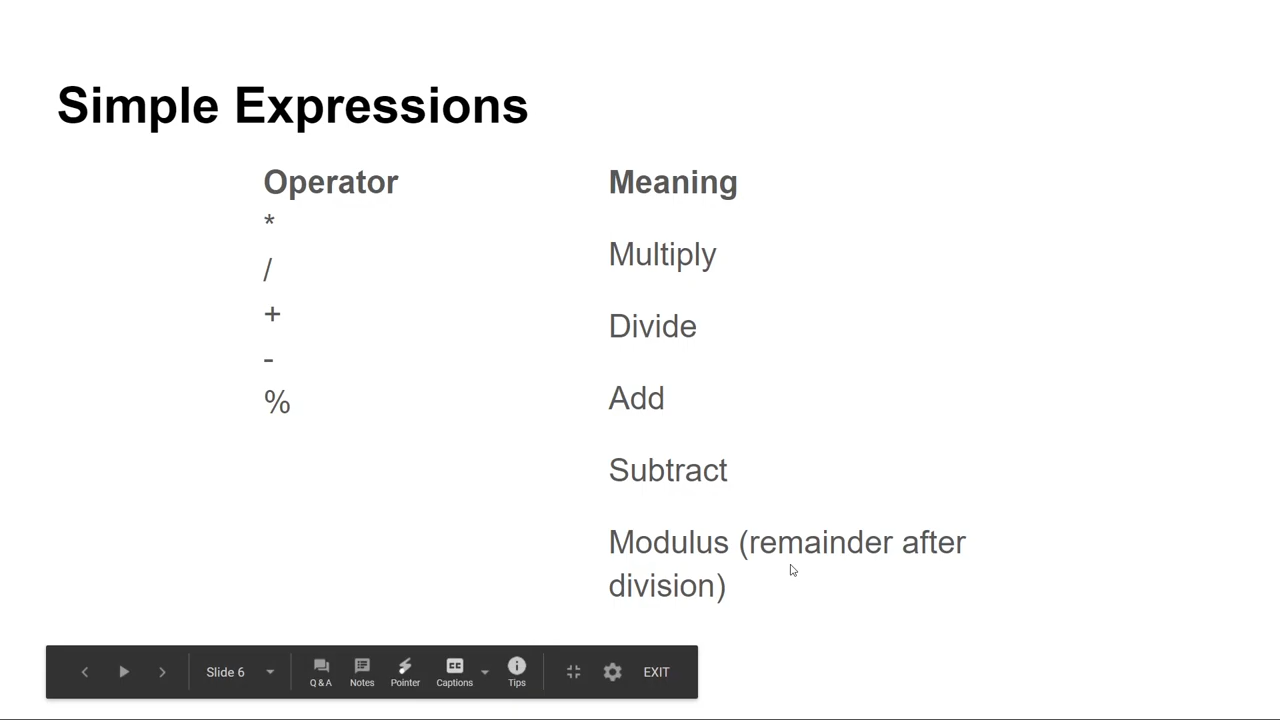 Simple Expressions
Operator
*
/
+
-
%
Meaning
Multiply
Divide
Add
Subtract
Modulus (remainder after
division)
Slide 6
Q & A
Notes
Pointer
CC
Captions
Tips
EXIT